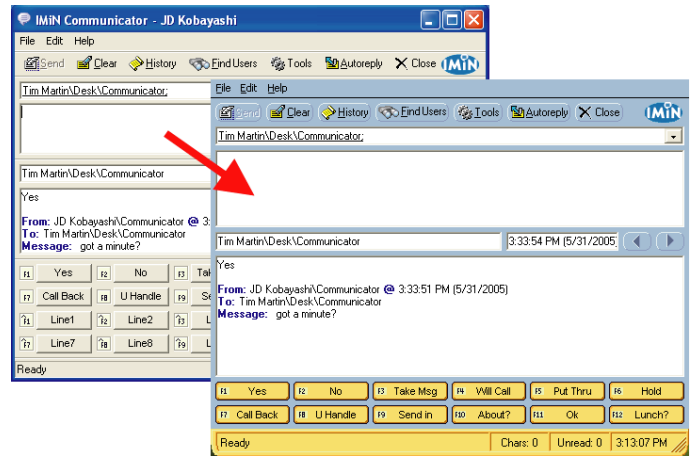 IMiN Communicator - JD Kobayashi
File Edit Help
Send Clear History Find Users Tools Autoreply Close IMiN
Tim Martin\Desk\Communicator;
Tim Martin\Desk\Communicator
Yes
From: JD Kobayashi\Communicator @ 3:
To: Tim Martin\Desk\Communicator
Message: got a minute?
F1 Yes F2 No F3
F7 Call Back F8 U Handle F9
Line1 Line2
Line7 Line8
Ready
File Edit Help
Send Clear History Find Users Tools Autoreply Close IMiN
Tim Martin\Desk\Communicator;
Tim Martin\Desk\Communicator 3:33:54 PM (5/31/2005)
Yes
From: JD Kobayashi\Communicator @ 3:33:51 PM (5/31/2005)
To: Tim Martin\Desk\Communicator
Message: got a minute?
F1 Yes F2 No F3 Take Msg F4 Will Call F5 Put Thru F6 Hold
F7 Call Back F8 U Handle F9 Send in F10 About? F11 Ok F12 Lunch?
Ready Chars: 0 Unread: 0 3:13:07 PM